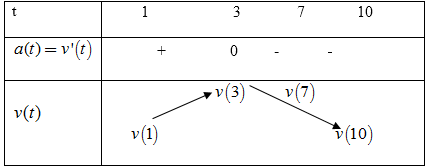 t 1 3 7 10
a(t) = v'(t) + 0 - -
v(3) v(7)
v(t)
v(1) v(10)